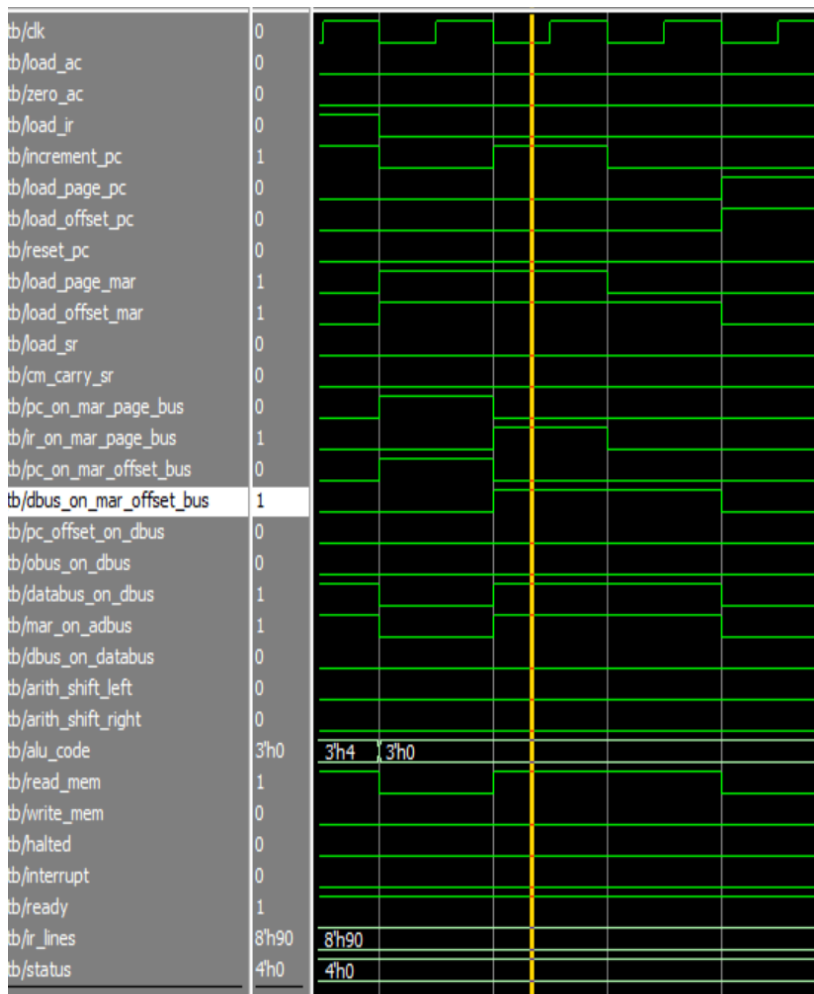 tb/clk 0
tb/load_ac 0
tb/zero_ac 0
tb/load_ir 0
tb/increment_pc 1
tb/load_page_pc 0
tb/load_offset_pc 0
tb/reset_pc 0
tb/load_page_mar 1
tb/load_offset_mar 1
tb/load_sr 0
tb/cm_carry_sr 0
tb/pc_on_mar_page_bus 0
tb/ir_on_mar_page_bus 1
tb/pc_on_mar_offset_bus 0
tb/dbus_on_mar_offset_bus 1
tb/pc_offset_on_dbus 0
tb/obus_on_dbus 0
tb/databus_on_dbus 1
tb/mar_on_adbus 1
tb/dbus_on_databus 0
tb/arith_shift_left 0
tb/arith_shift_right 0
tb/alu_code 3'h0 3'h4 3'h0
tb/read_mem 1
tb/write_mem 0
tb/halted 0
tb/interrupt 0
tb/ready 1
tb/ir_lines 8'h90 8'h90
tb/status 4'h0 4'h0